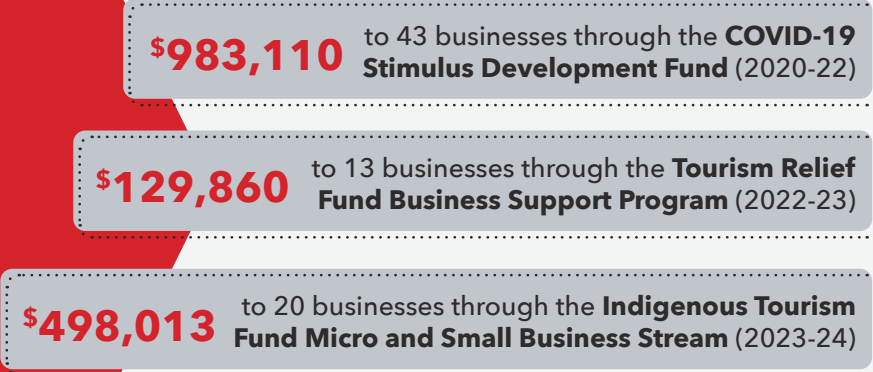 $983,110 to 43 businesses through the COVID-19
Stimulus Development Fund (2020-22)
$129,860 to 13 businesses through the Tourism Relief
Fund Business Support Program (2022-23)
$498,013 to 20 businesses through the Indigenous Tourism
Fund Micro and Small Business Stream (2023-24)